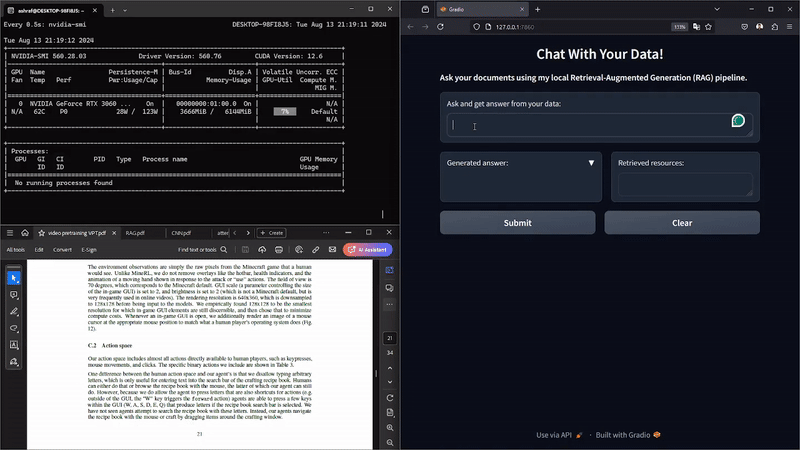 ashraf@DESKTOP-98FI8JS: ~
Every 0.5s: nvidia-smi DESKTOP-98FI8JS: Tue Aug 13 21:19:11 2024
Tue Aug 13 21:19:12 2024
NVIDIA-SMI 560.28.03 Driver Version: 560.76 CUDA Version: 12.6
GPU Name Persistence-M Bus-Id Disp.A Volatile Uncorr. ECC
Fan Temp Perf Pwr:Usage/Cap Memory-Usage GPU-Util Compute M.
MIG M.
0 NVIDIA GeForce RTX 3060 ... On 00000000:01:00.0 On N/A
N/A 62C P0 28W / 123W 3666MiB / 6144MiB 7% Default
N/A
Processes:
GPU GI CI PID Type Process name GPU Memory
ID ID Usage
No running processes found
video pretraining VPT.pdf RAG.pdf CNN.pdf Create
All tools Edit Convert E-Sign Find text or tools AI Assistant
The environment observations are simply the raw pixels from the Minecraft game that a human
would see. Unlike MineRL, we do not remove overlays like the hotbar, health indicators, and the
animation of a moving hand shown in response to the attack or "use" actions. The field of view is
70 degrees, which corresponds to the Minecraft default. GUI scale (a parameter controlling the size
of the in-game GUI) is set to 2, and brightness is set to 2 (which is not a Minecraft default, but is
very frequently used in online videos). The rendering resolution is 640x360, which is downsampled
to 128x128 before being input to the models. We empirically found 128x128 to be the smallest
resolution for which in-game GUI elements are still discernible, and then chose that to minimize
compute costs. Whenever an in-game GUI is open, we additionally render an image of a mouse
cursor at the appropriate mouse position to match what a human player's operating system does (Fig.
12).
C.2 Action space
Our action space includes almost all actions directly available to human players, such as keypresses,
mouse movements, and clicks. The specific binary actions we include are shown in Table 3.
One difference between the human action space and our agent's is that we disallow typing arbitrary
letters, which is only useful for entering text into the search bar of the crafting recipe book. Humans
can either do that or browse the recipe book with the mouse, the latter of which our agent can still
do. However, because we do allow the agent to press letters that are also shortcuts for actions (e.g.
outside of the GUI, the "W" key triggers the forward action) agents are able to press a few keys
within the GUI (W, A, S, D, E, Q) that produce letters if the recipe book search bar is selected. We
have not seen agents attempt to search the recipe book with these letters. Instead, our agents navigate
the recipe book with the mouse or craft by dragging items around the crafting window.
21
21
34
Gradio
127.0.0.1:7860
Chat With Your Data!
Ask your documents using my local Retrieval-Augmented Generation (RAG) pipeline.
Ask and get answer from your data:
Generated answer: ▼
Retrieved resources:
Submit
Clear
Use via API · Built with Gradio